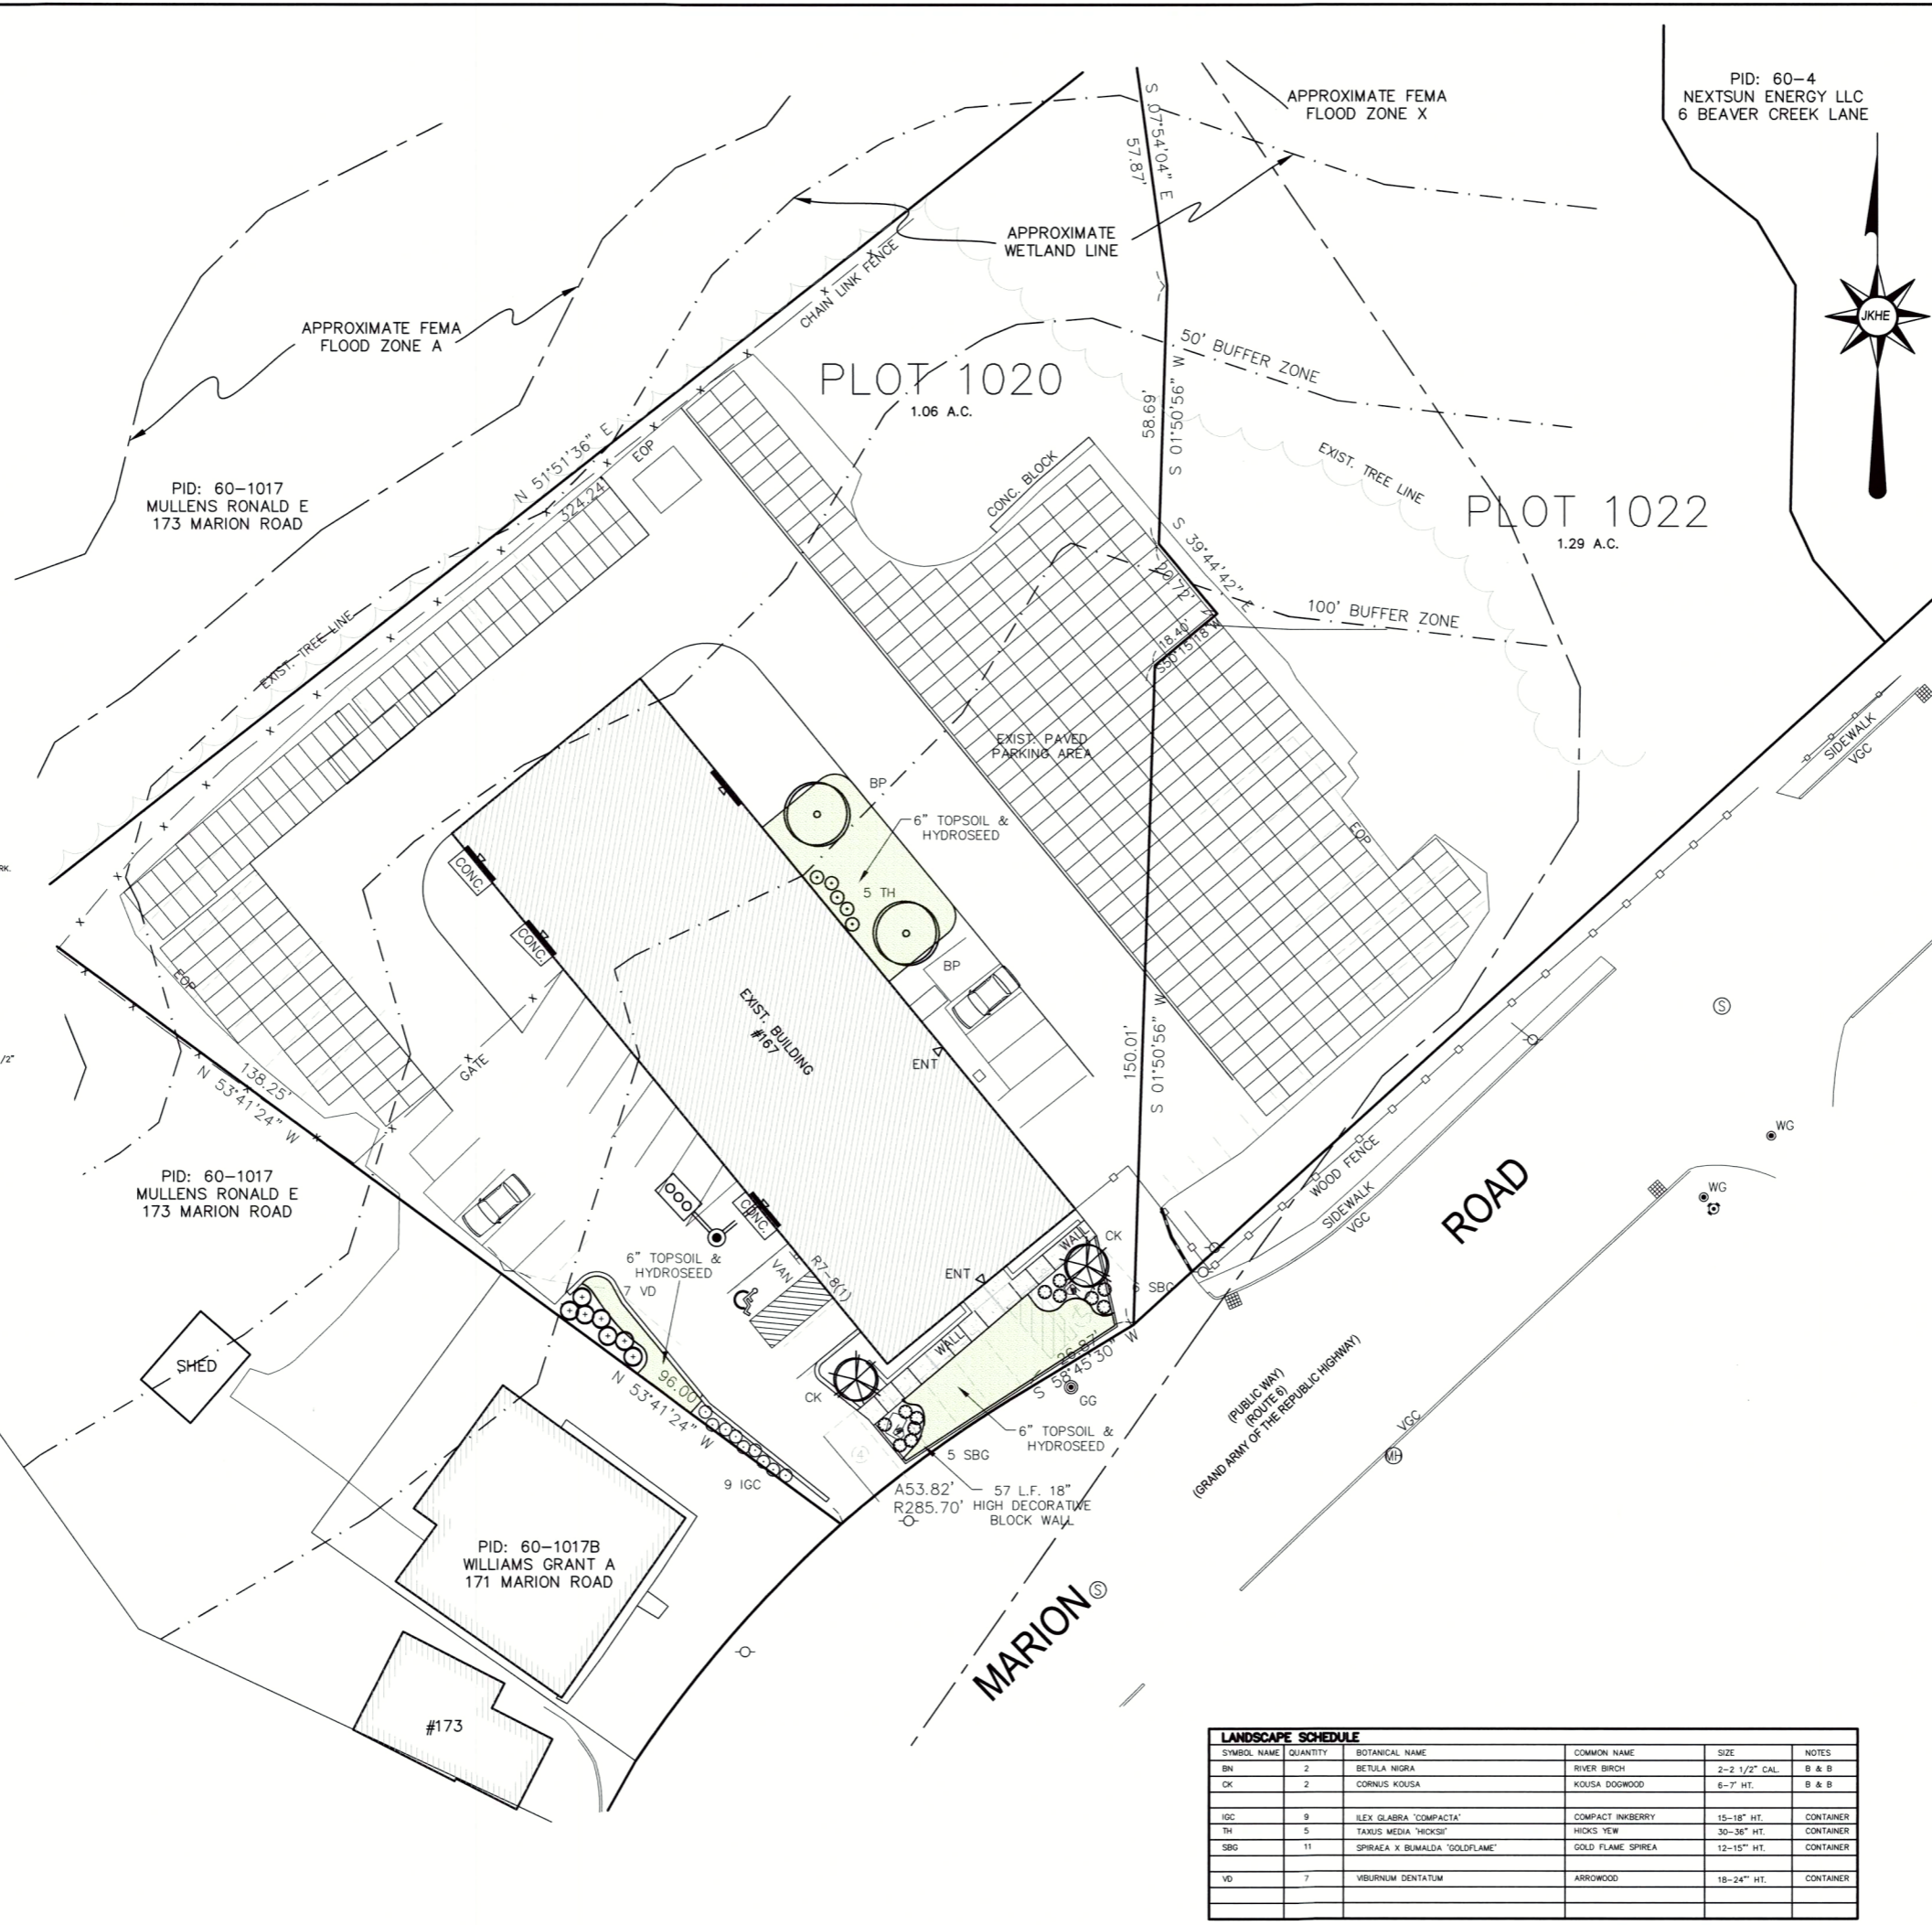 APPROXIMATE FEMA
FLOOD ZONE X
PID: 60-4
NEXTSUN ENERGY LLC
6 BEAVER CREEK LANE
S 07°54'04" E
57.87'
APPROXIMATE
WETLAND LINE
CHAIN LINK FENCE
JKHE
APPROXIMATE FEMA
FLOOD ZONE A
50' BUFFER ZONE
PLOT 1020
1.06 A.C.
58.69'
S 01°50'56" W
N 51°51'36" E
324.24'
EOP
CONC. BLOCK
EXIST. TREE LINE
PID: 60-1017
MULLENS RONALD E
173 MARION ROAD
PLOT 1022
1.29 A.C.
S 39°44'42" E
20.72'
100' BUFFER ZONE
18.40'
S50°15'18"W
EXIST. TREE LINE
SIDEWALK
VGC
EXIST. PAVED
PARKING AREA
BP
6" TOPSOIL &
HYDROSEED
EOP
RK.
CONC.
5 TH
CONC.
BP
EOP
EXIST. BUILDING
#167
S
/2"
GATE
ENT
150.01'
S 01°50'56" W
138.25'
N 53°41'24" W
WG
WOOD FENCE
SIDEWALK
VGC
ROAD
WG
PID: 60-1017
MULLENS RONALD E
173 MARION ROAD
CONC.
WALL
CK
6" TOPSOIL &
HYDROSEED
7 VD
VAN
R7-8(1)
ENT
6 SBG
SHED
WALL
26.87'
S 58°45'30" W
96.00'
N 53°41'24" W
CK
GG
(PUBLIC WAY)
(ROUTE 6)
(GRAND ARMY OF THE REPUBLIC HIGHWAY)
VGC
6" TOPSOIL &
HYDROSEED
4
5 SBG
MH
9 IGC
A53.82'
R285.70'
57 L.F. 18"
HIGH DECORATIVE
BLOCK WALL
PID: 60-1017B
WILLIAMS GRANT A
171 MARION ROAD
MARION
S
#173
LANDSCAPE SCHEDULE
SYMBOL NAME QUANTITY BOTANICAL NAME COMMON NAME SIZE NOTES
BN 2 BETULA NIGRA RIVER BIRCH 2-2 1/2" CAL. B & B
CK 2 CORNUS KOUSA KOUSA DOGWOOD 6-7' HT. B & B
IGC 9 ILEX GLABRA 'COMPACTA' COMPACT INKBERRY 15-18" HT. CONTAINER
TH 5 TAXUS MEDIA 'HICKSII' HICKS YEW 30-36" HT. CONTAINER
SBG 11 SPIRAEA X BUMALDA 'GOLDFLAME' GOLD FLAME SPIREA 12-15"' HT. CONTAINER
VD 7 VIBURNUM DENTATUM ARROWOOD 18-24"' HT. CONTAINER